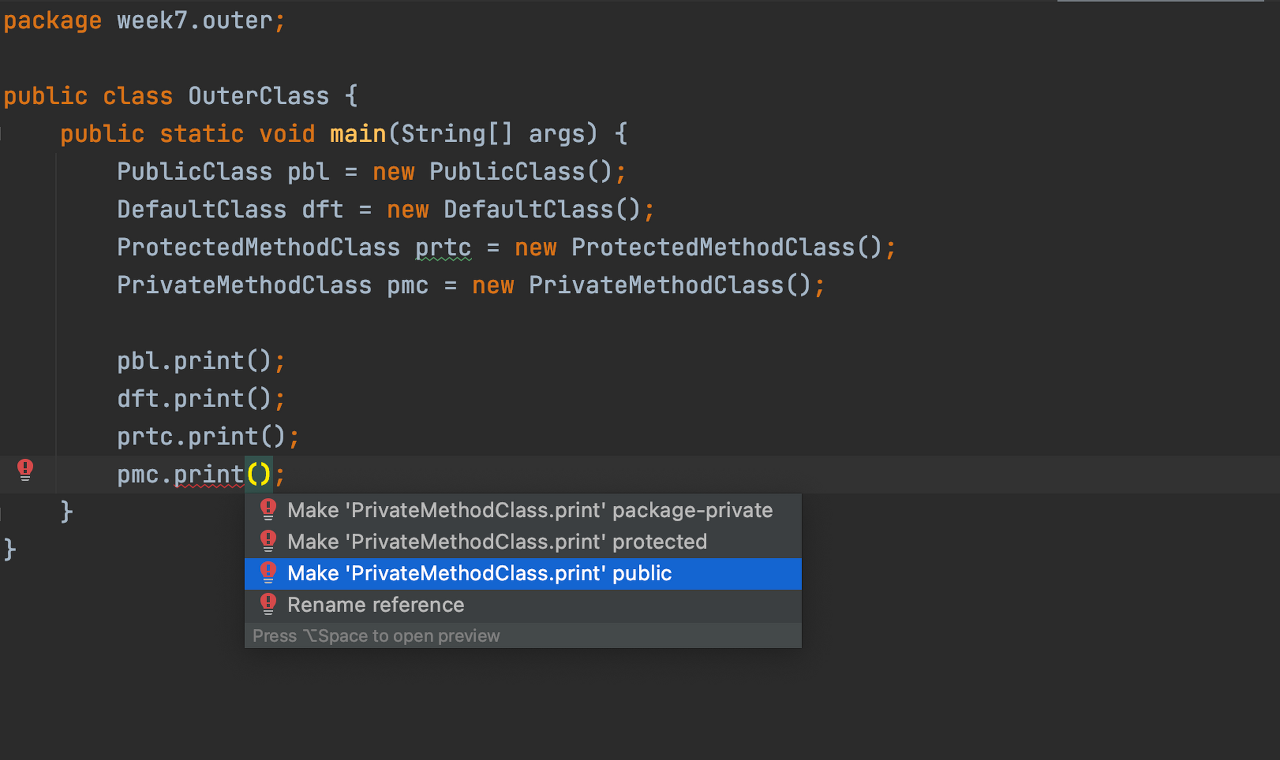 package week7.outer;
public class OuterClass {
public static void main(String[] args) {
PublicClass pbl = new PublicClass();
DefaultClass dft = new DefaultClass();
ProtectedMethodClass prtc = new ProtectedMethodClass();
PrivateMethodClass pmc = new PrivateMethodClass();
pbl.print();
dft.print();
prtc.print();
pmc.print();
Make 'PrivateMethodClass.print' package-private
}
Make 'PrivateMethodClass.print' protected
}
Make 'PrivateMethodClass.print' public
Rename reference
Press ⌥Space to open preview